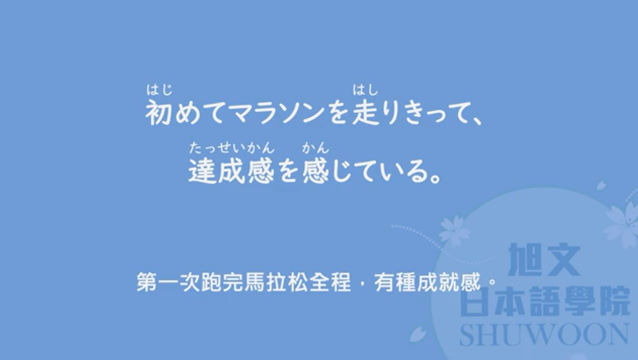 はじ はし
初めてマラソンを走りきって、
たっせいかん かん
達成感を感じている。
第一次跑完馬拉松全程，有種成就感。
旭文
日本語學院
SHUWOON